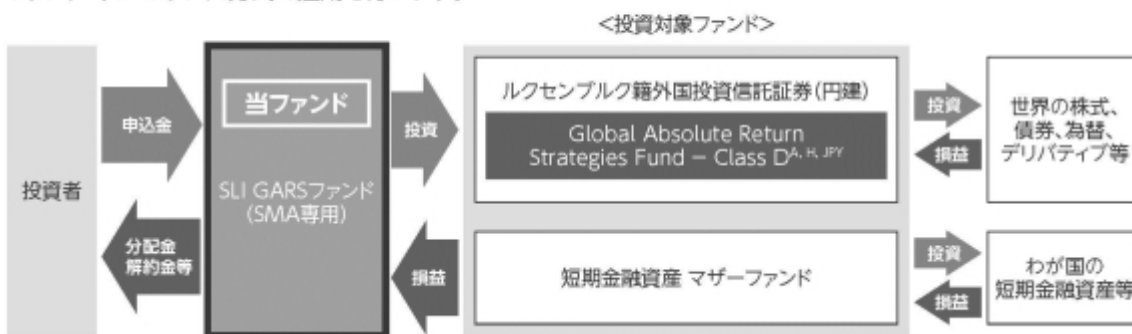 <投資対象ファンド>
投資者
申込金
分配金
解約金等
当ファンド
SLI GARSファンド
(SMA専用)
投資
損益
ルクセンブルク籍外国投資信託証券(円建)
Global Absolute Return
Strategies Fund – Class D^A, H, JPY
短期金融資産 マザーファンド
投資
損益
世界の株式、
債券、為替、
デリバティブ等
投資
損益
わが国の
短期金融資産等